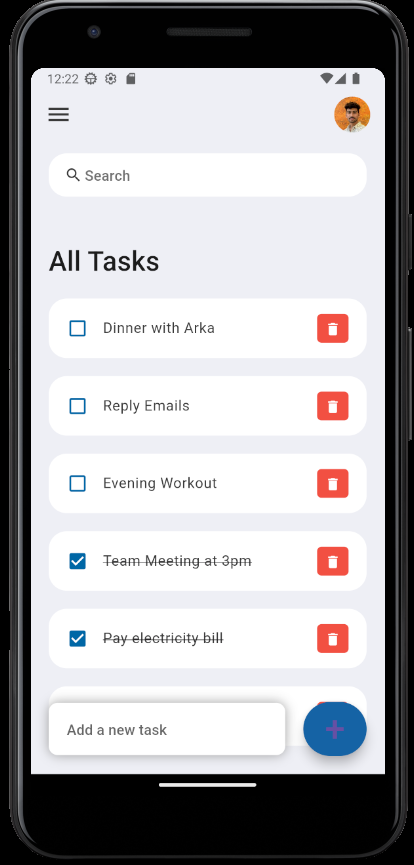 12:22
Search
All Tasks
Dinner with Arka
Reply Emails
Evening Workout
Team Meeting at 3pm
Pay electricity bill
Add a new task